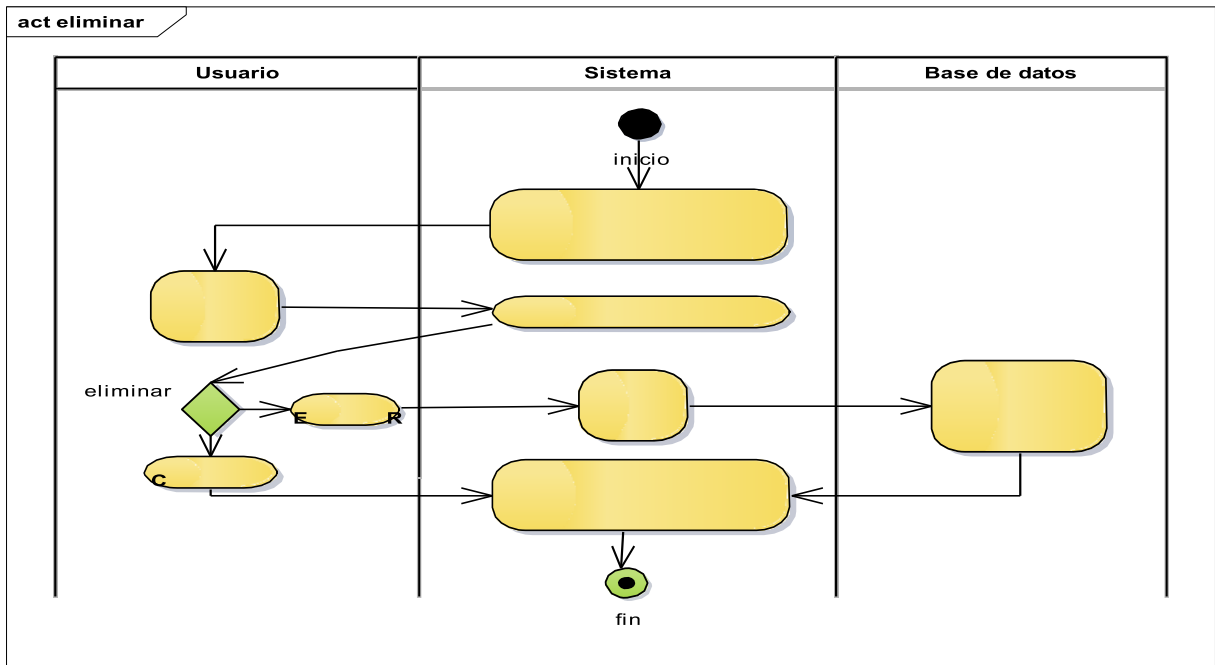 act eliminar
Usuario
Sistema
Base de datos
inicio
eliminar
E R
C
fin